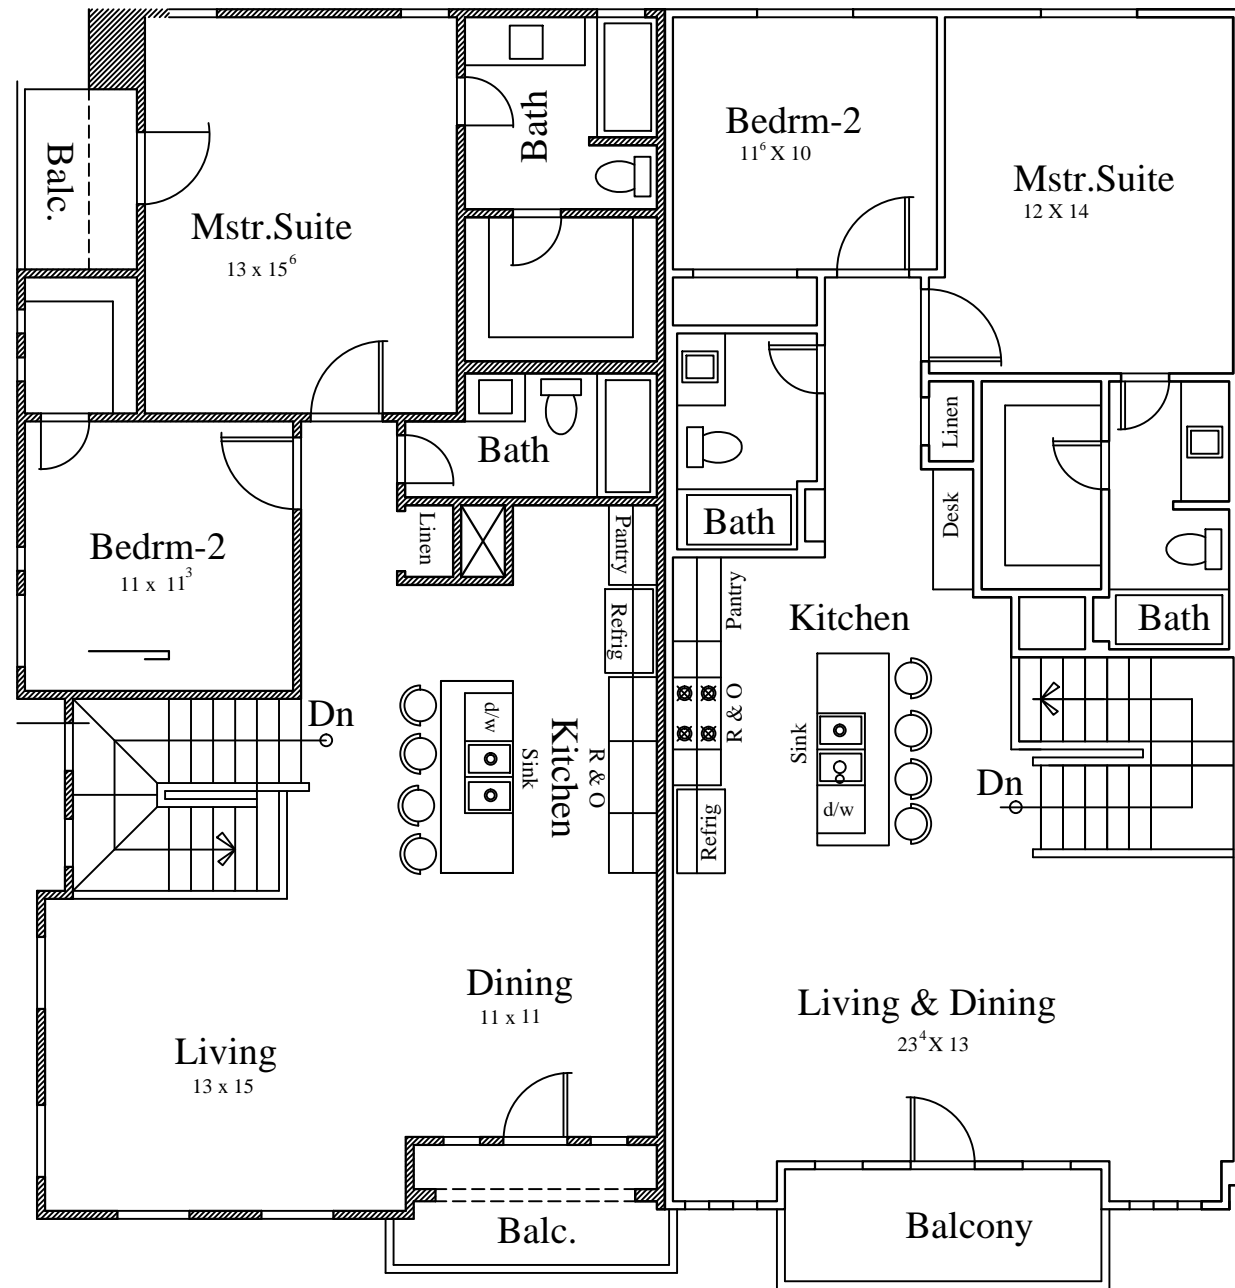 Bath
Bedrm-2
11⁶ X 10
Balc.
Mstr.Suite
12 X 14
Mstr.Suite
13 x 15⁶
Linen
Bath
Desk
Linen
Pantry
Bath
Bedrm-2
11 x 11³
Pantry
Refrig
Kitchen
Bath
Dn
d/w
Sink
Kitchen
R & O
R & O
Sink
d/w
Dn
Refrig
Dining
11 x 11
Living & Dining
23⁴ X 13
Living
13 x 15
Balc.
Balcony